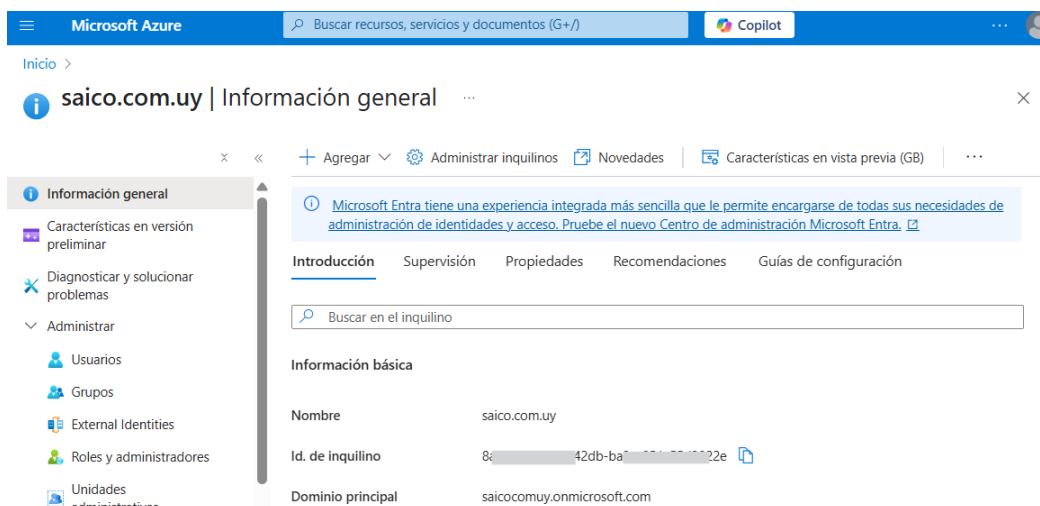 Microsoft Azure
Buscar recursos, servicios y documentos (G+/)
Copilot
...
Inicio >
saico.com.uy | Información general ...
Agregar
Administrar inquilinos
Novedades
Características en vista previa (GB)
...
Información general
Características en versión
preliminar
Diagnosticar y solucionar
problemas
Administrar
Usuarios
Grupos
External Identities
Roles y administradores
Unidades
Microsoft Entra tiene una experiencia integrada más sencilla que le permite encargarse de todas sus necesidades de
administración de identidades y acceso. Pruebe el nuevo Centro de administración Microsoft Entra.
Introducción
Supervisión
Propiedades
Recomendaciones
Guías de configuración
Buscar en el inquilino
Información básica
Nombre
saico.com.uy
Id. de inquilino
42db-ba
22e
Dominio principal
saicocomuy.onmicrosoft.com